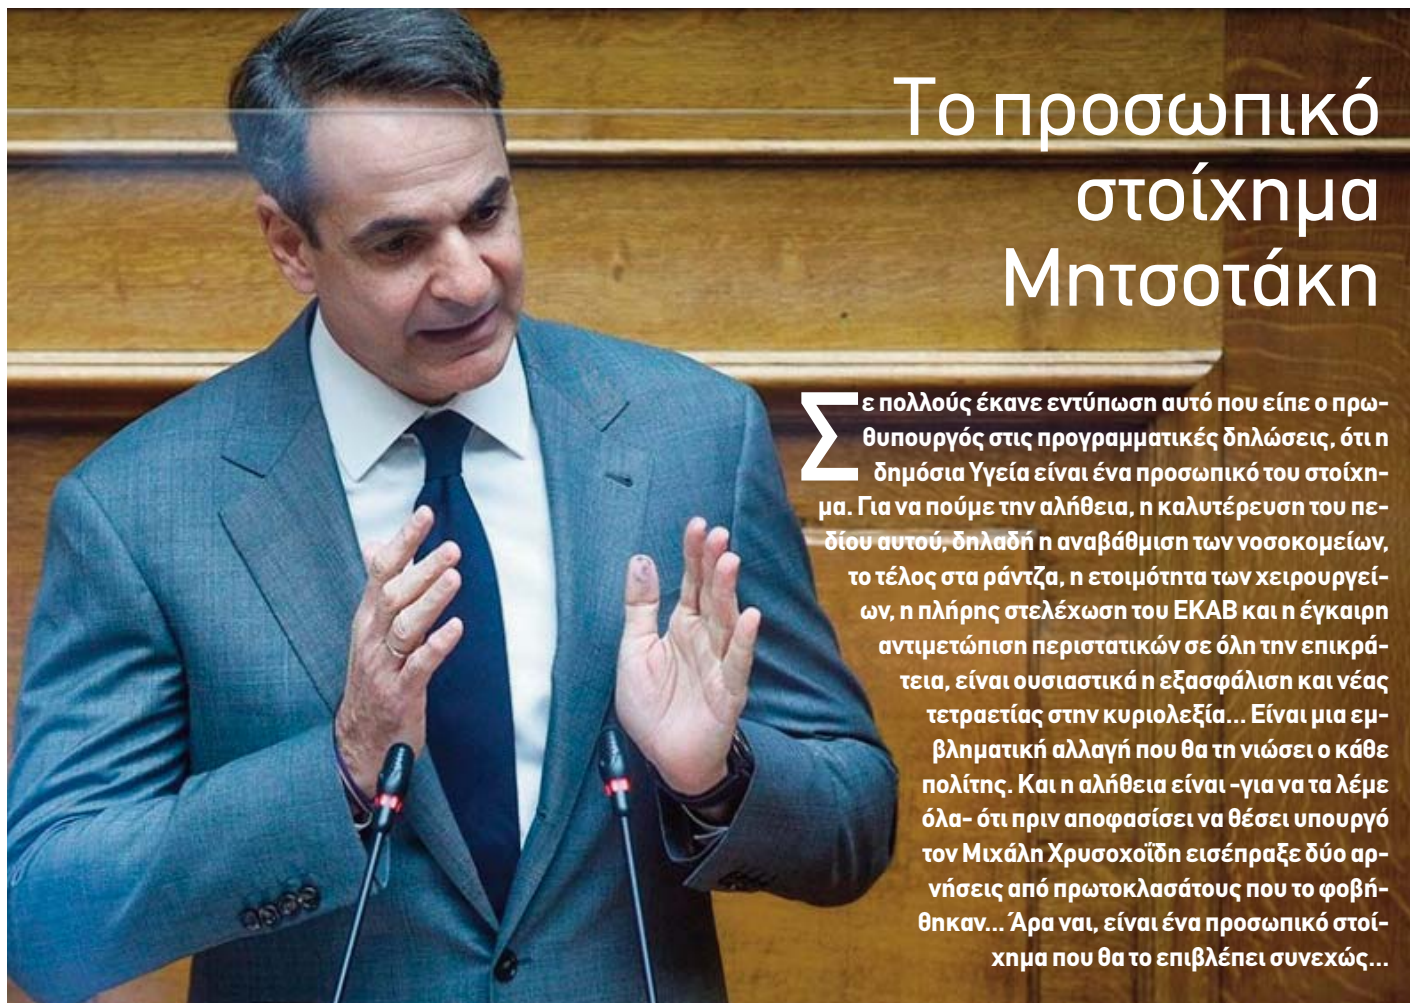 Το προσωπικό
στοίχημα
Μητσοτάκη
Σε πολλούς έκανε εντύπωση αυτό που είπε ο πρω-
θυπουργός στις προγραμματικές δηλώσεις, ότι η
δημόσια Υγεία είναι ένα προσωπικό του στοίχη-
μα. Για να πούμε την αλήθεια, η καλυτέρευση του πε-
δίου αυτού, δηλαδή η αναβάθμιση των νοσοκομείων,
το τέλος στα ράντζα, η ετοιμότητα των χειρουργεί-
ων, η πλήρης στελέχωση του ΕΚΑΒ και η έγκαιρη
αντιμετώπιση περιστατικών σε όλη την επικρά-
τεια, είναι ουσιαστικά η εξασφάλιση και νέας
τετραετίας στην κυριολεξία... Είναι μια εμ-
βληματική αλλαγή που θα τη νιώσει ο κάθε
πολίτης. Και η αλήθεια είναι -για να τα λέμε
όλα- ότι πριν αποφασίσει να θέσει υπουργό
τον Μιχάλη Χρυσοχοΐδη εισέπραξε δύο αρ-
νήσεις από πρωτοκλασάτους που το φοβή-
θηκαν... Άρα ναι, είναι ένα προσωπικό στοί-
χημα που θα το επιβλέπει συνεχώς...